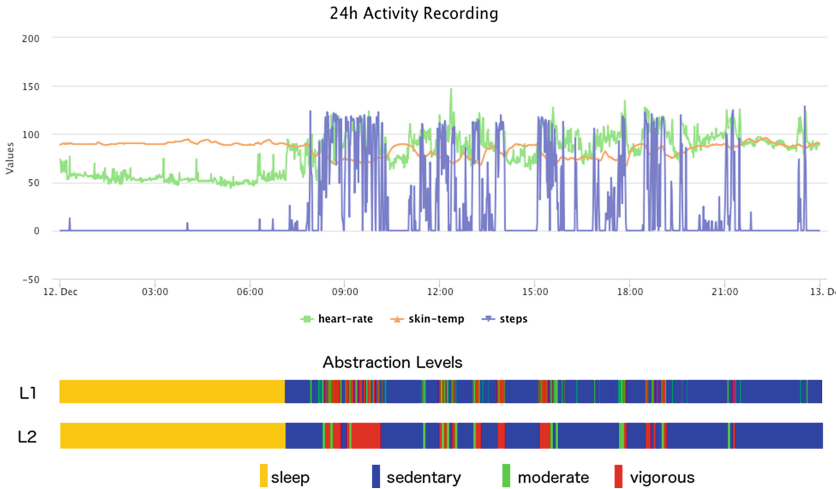 24h Activity Recording
200
150
100
50
0
-50
Values
12. Dec 03:00 06:00 09:00 12:00 15:00 18:00 21:00 13. D
heart-rate skin-temp steps
Abstraction Levels
L1
L2
sleep sedentary moderate vigorous